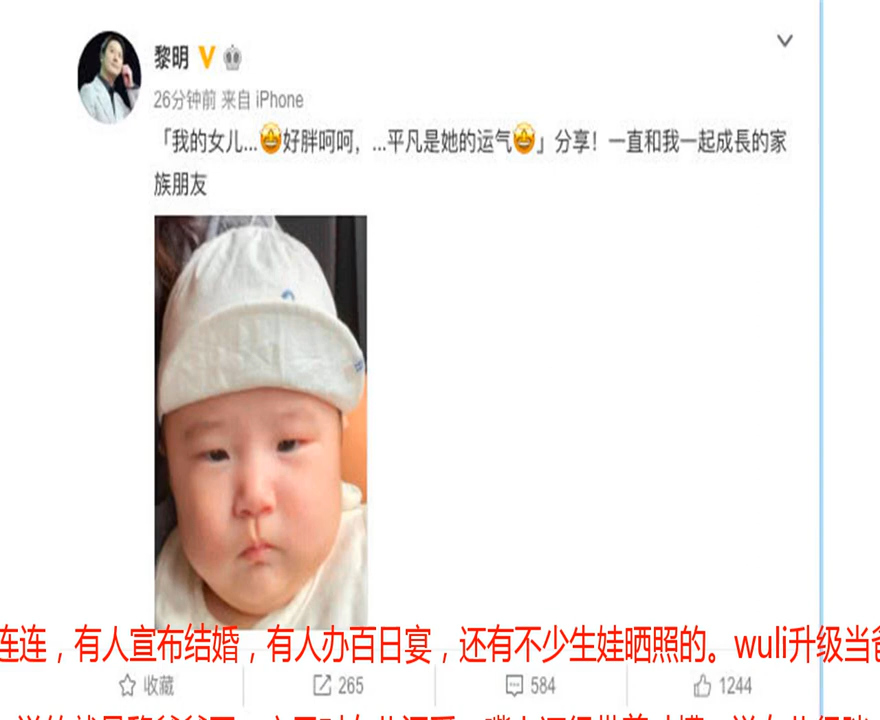 黎明
26分钟前 来自 iPhone
「我的女儿...🤩好胖呵呵，...平凡是她的运气🤩」分享！一直和我一起成長的家
族朋友
连连，有人宣布结婚，有人办百日宴，还有不少生娃晒照的。wuli升级当爸
收藏
265
584
1244